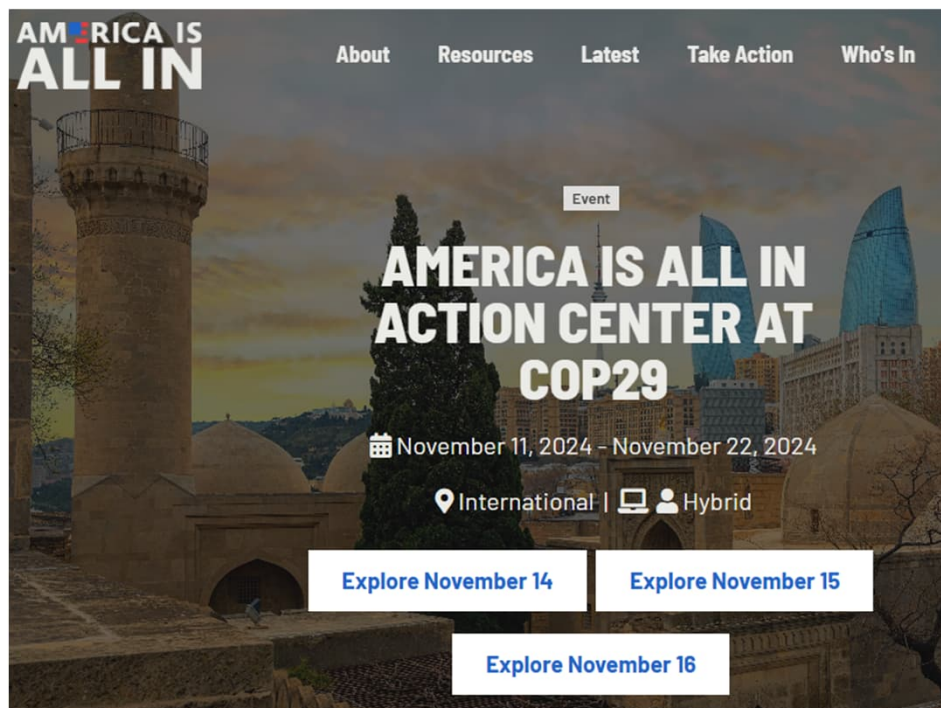 AMERICA IS
ALL IN
About Resources Latest Take Action Who's In
Event
AMERICA IS ALL IN
ACTION CENTER AT
COP29
November 11, 2024 - November 22, 2024
International | Hybrid
Explore November 14 Explore November 15
Explore November 16